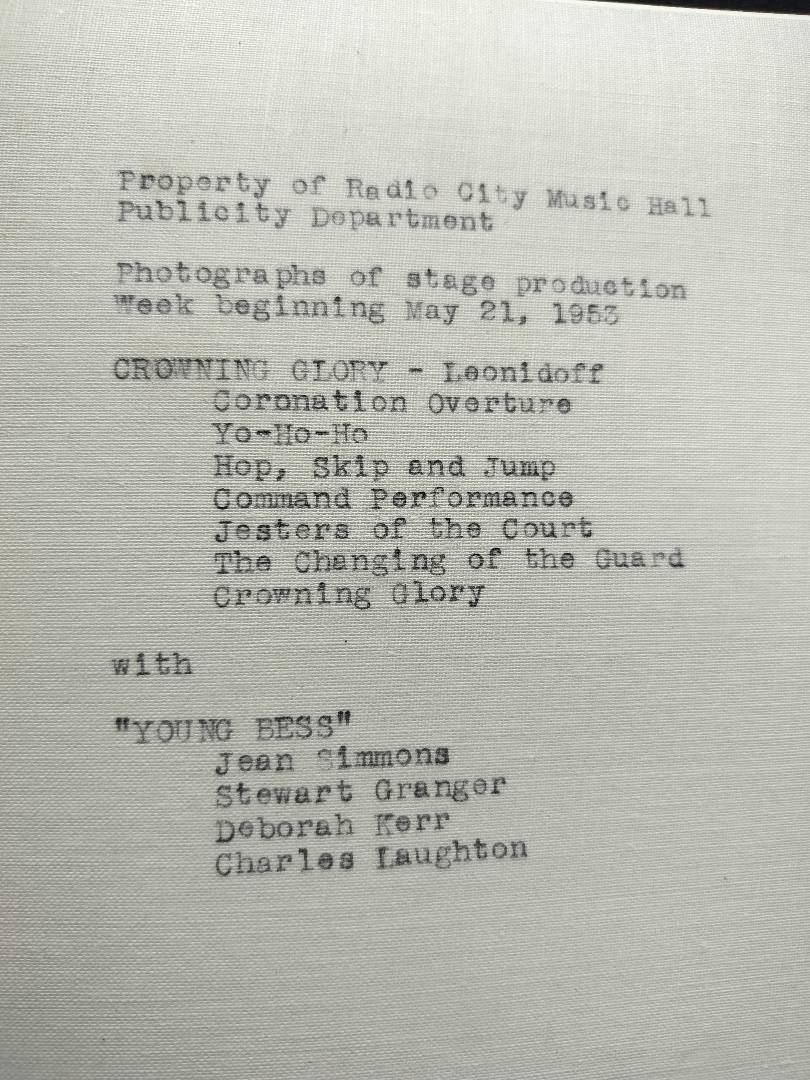 Property of Radio City Music Hall
Publicity Department
Photographs of stage production
Week beginning May 21, 1953
CROWNING GLORY - Leonidoff
Coronation Overture
Yo-Ho-Ho
Hop, Skip and Jump
Command Performance
Jesters of the Court
The Changing of the Guard
Crowning Glory
with
"YOUNG BESS"
Jean Simmons
Stewart Granger
Deborah Kerr
Charles Laughton